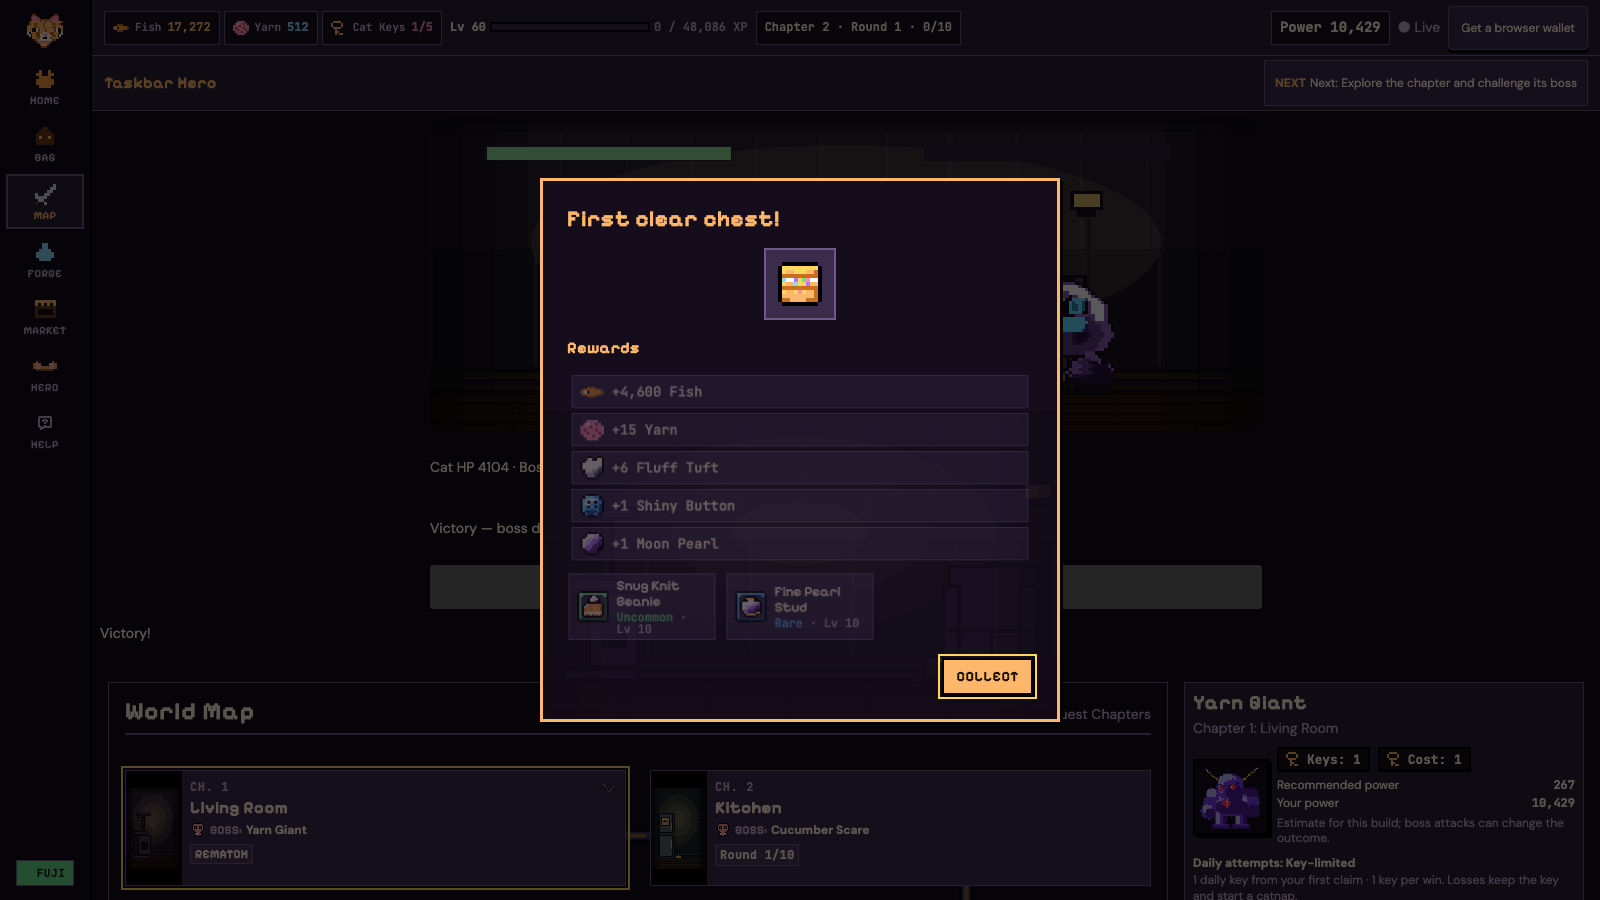 Fish 17,272
Yarn 512
Cat Keys 1/5
Lv 60
0 / 48,086 XP
Chapter 2 · Round 1 · 0/10
Power 10,429
Live
Get a browser wallet
Taskbar Hero
NEXT Next: Explore the chapter and challenge its boss
HOME
BAG
MAP
FORGE
MARKET
HERO
HELP
FUJI
First clear chest!
Rewards
+4,600 Fish
+15 Yarn
+6 Fluff Tuft
+1 Shiny Button
+1 Moon Pearl
Snug Knit
Beanie
Uncommon ·
Lv 10
Fine Pearl
Stud
Rare · Lv 10
COLLECT
Cat HP 4104 · Bos
Victory — boss d
Victory!
World Map
uest Chapters
CH. 1
Living Room
BOSS: Yarn Giant
REMATCH
CH. 2
Kitchen
BOSS: Cucumber Scare
Round 1/10
Yarn Giant
Chapter 1: Living Room
Keys: 1
Cost: 1
Recommended power 267
Your power 10,429
Estimate for this build; boss attacks can change the
outcome.
Daily attempts: Key-limited
1 daily key from your first claim · 1 key per win. Losses keep the key
and start a catnap.